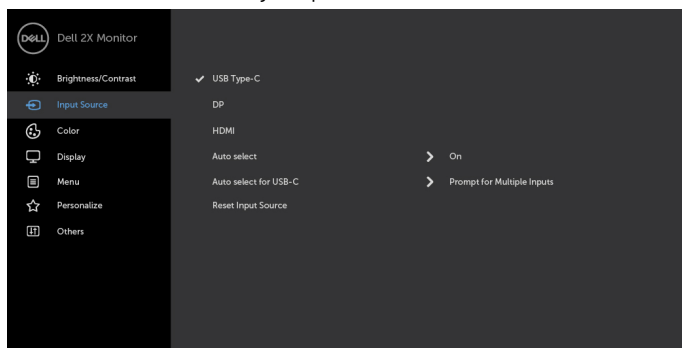 DELL Dell 2X Monitor
Brightness/Contrast
USB Type-C
Input Source
DP
Color
HDMI
Display
Auto select
On
Menu
Auto select for USB-C
Prompt for Multiple Inputs
Personalize
Reset Input Source
Others